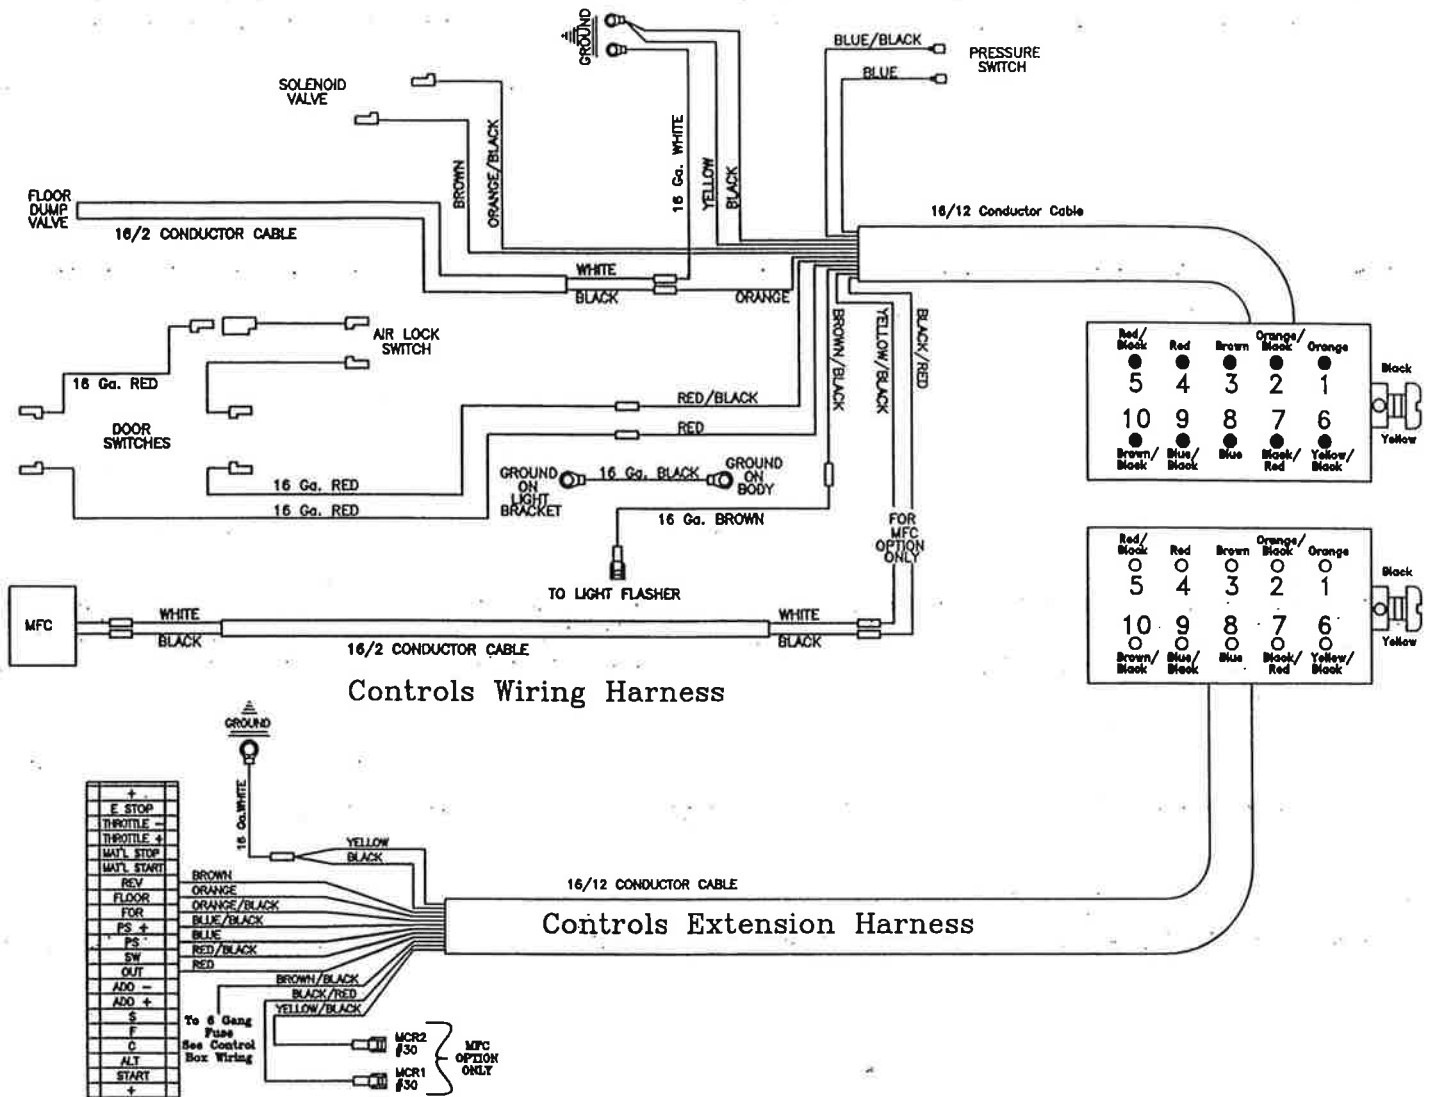 GROUND
BLUE/BLACK
BLUE
PRESSURE
SWITCH
SOLENOID
VALVE
16 Ga. WHITE
YELLOW
BLACK
BROWN
ORANGE/BLACK
FLOOR
DUMP
VALVE
16/2 CONDUCTOR CABLE
16/12 Conductor Cable
WHITE
BLACK
ORANGE
AIR LOCK
SWITCH
16 Ga. RED
BROWN/BLACK
YELLOW/BLACK
BLACK/RED
DOOR
SWITCHES
RED/BLACK
RED
GROUND
ON
LIGHT
BRACKET
16 Ga. BLACK
GROUND
ON
BODY
16 Ga. RED
16 Ga. RED
16 Ga. BROWN
FOR
MFC
OPTION
ONLY
TO LIGHT FLASHER
MFC
WHITE
BLACK
16/2 CONDUCTOR CABLE
WHITE
BLACK
Controls Wiring Harness
Red/
Black Red Brown Orange/
Black Orange
5 4 3 2 1
10 9 8 7 6
Brown/
Black Blue/
Black Blue Black/
Red Yellow/
Black
Black
Yellow
Red/
Black Red Brown Orange/
Black Orange
5 4 3 2 1
10 9 8 7 6
Brown/
Black Blue/
Black Blue Black/
Red Yellow/
Black
Black
Yellow
GROUND
16 Ga.WHITE
YELLOW
BLACK
+
E STOP
THROTTLE -
THROTTLE +
MAT'L STOP
MAT'L START
REV
FLOOR
FOR
PS +
PS
SW
OUT
ADO -
ADO +
S
F
C
ALT
START
+
BROWN
ORANGE
ORANGE/BLACK
BLUE/BLACK
BLUE
RED/BLACK
RED
BROWN/BLACK
BLACK/RED
YELLOW/BLACK
16/12 CONDUCTOR CABLE
Controls Extension Harness
To 6 Gang
Fuse
See Control
Box Wiring
MCR2
#30
MCR1
#30
MFC
OPTION
ONLY